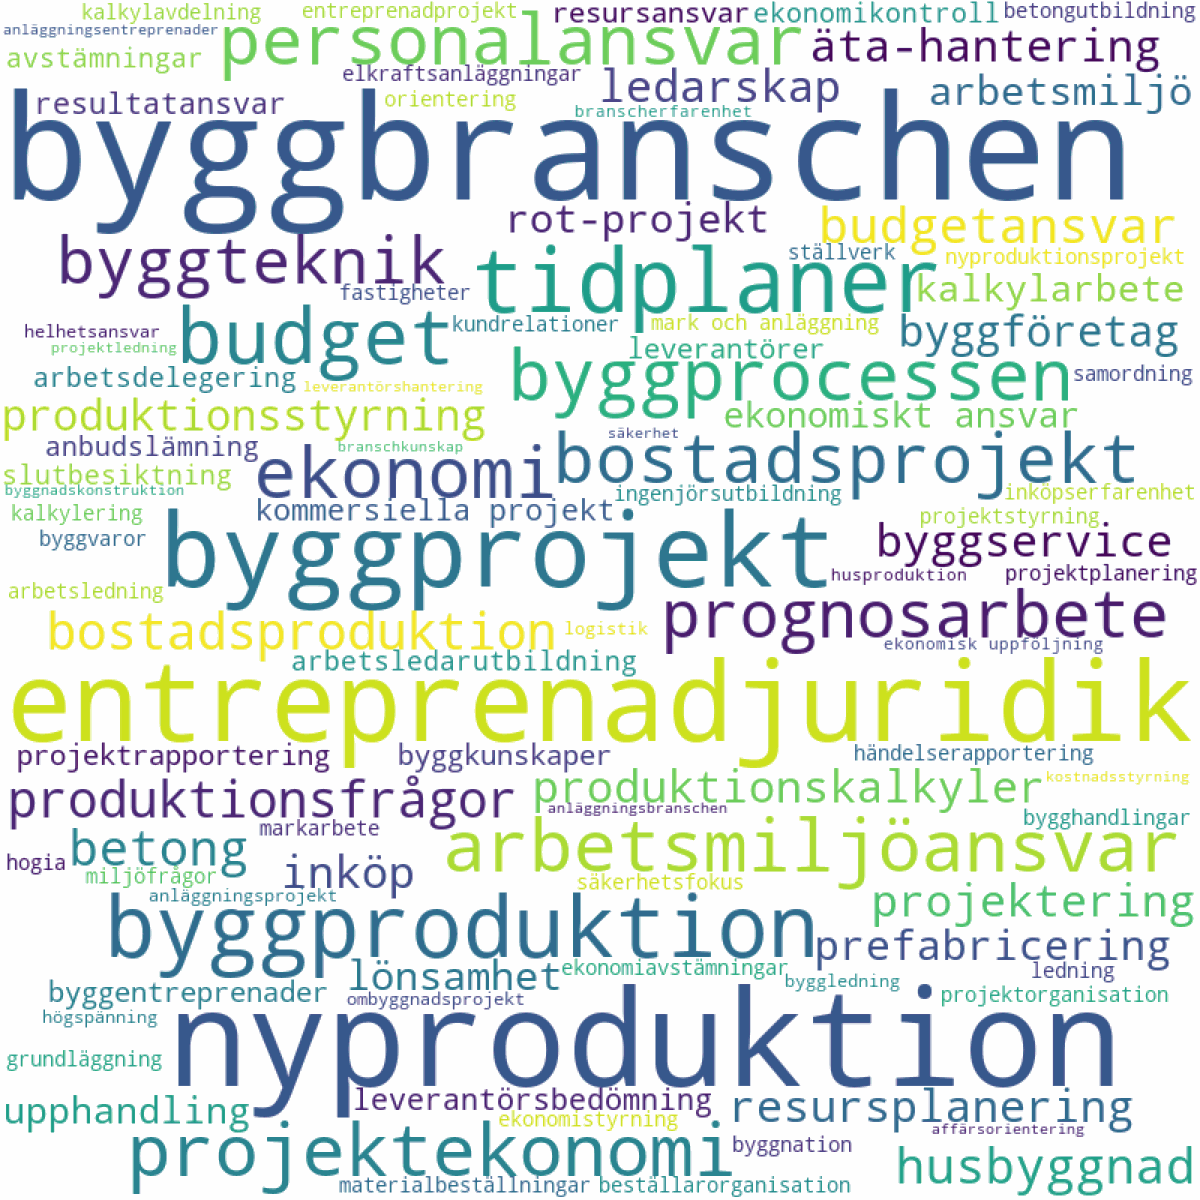 kalkylavdelning
entreprenadprojekt
resursansvar
ekonomikontroll
betongutbildning
anläggningsentreprenader
personalansvar
äta-hantering
avstämningar
elkraftsanläggningar
ledarskap
arbetsmiljö
resultatansvar
orientering
branscherfarenhet
byggbranschen
rot-projekt
budgetansvar
byggteknik
tidplaner
ställverk
nyproduktionsprojekt
fastigheter
kalkylarbete
helhetsansvar
budget
kundrelationer
mark och anläggning
byggföretag
projektledning
leverantörer
arbetsdelegering
leverantörshantering
byggprocessen
samordning
produktionsstyrning
ekonomiskt ansvar
anbudslämning
branschkunskap
säkerhet
bostadsprojekt
slutbesiktning
ekonomi
byggnadskonstruktion
ingenjörsutbildning
inköpserfarenhet
kalkylering
kommersiella projekt
projektstyrning
byggvaror
byggprojekt
byggservice
arbetsledning
husproduktion
projektplanering
bostadsproduktion
logistik
prognosarbete
ekonomisk uppföljning
arbetsledarutbildning
entreprenadjuridik
projektrapportering
byggkunskaper
händelserapportering
produktionsfrågor
produktionskalkyler
kostnadsstyrning
anläggningsbranschen
markarbete
bygghandlingar
hogia
betong
inköp
arbetsmiljöansvar
miljöfrågor
säkerhetsfokus
anläggningsprojekt
projektering
byggproduktion
prefabricering
lönsamhet
ekonomiavstämningar
ledning
byggledning
byggentreprenader
ombyggnadsprojekt
projektorganisation
högspänning
nyproduktion
grundläggning
leverantörsbedömning
resursplanering
upphandling
ekonomistyrning
affärsorientering
projektekonomi
byggnation
husbyggnad
materialbeställningar
beställarorganisation